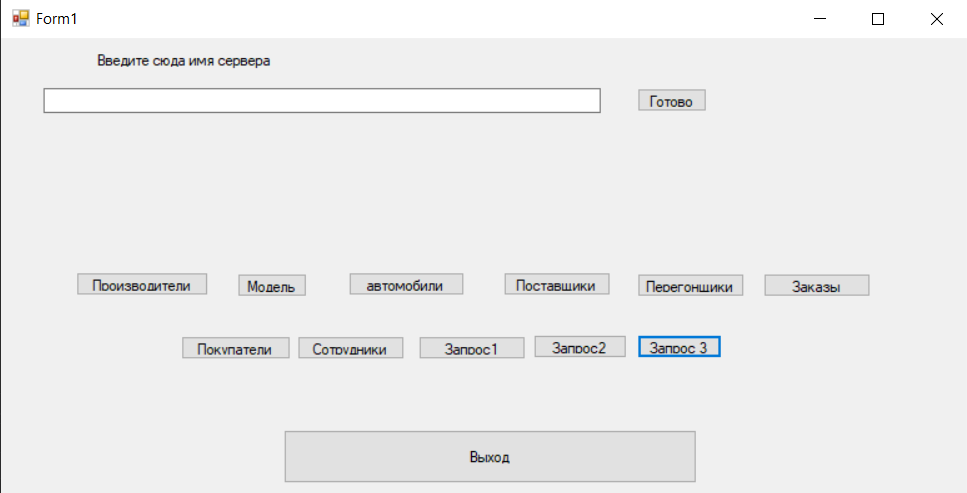 Form1
Введите сюда имя сервера
Готово
Производители Модель автомобили Поставщики Перегонщики Заказы
Покупатели Сотрудники Запрос1 Запрос2 Запрос 3
Выход